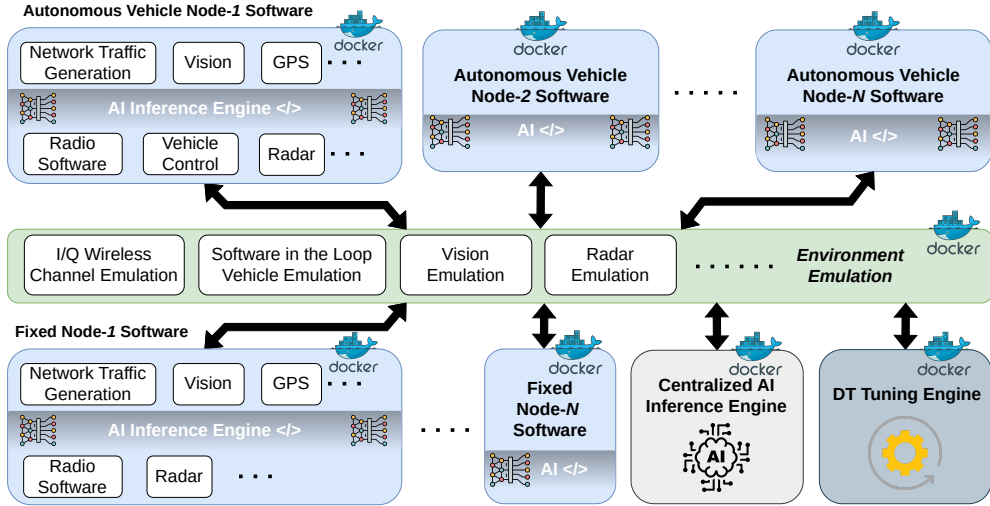 Autonomous Vehicle Node-1 Software
docker
Network Traffic
Generation
Vision
GPS
AI Inference Engine </>
Radio
Software
Vehicle
Control
Radar
docker
Autonomous Vehicle
Node-2 Software
AI </>
docker
Autonomous Vehicle
Node-N Software
AI </>
I/Q Wireless
Channel Emulation
Software in the Loop
Vehicle Emulation
Vision
Emulation
Radar
Emulation
Environment
Emulation
docker
Fixed Node-1 Software
docker
Network Traffic
Generation
Vision
GPS
AI Inference Engine </>
Radio
Software
Radar
docker
Fixed
Node-N
Software
AI </>
docker
Centralized AI
Inference Engine
AI
docker
DT Tuning Engine